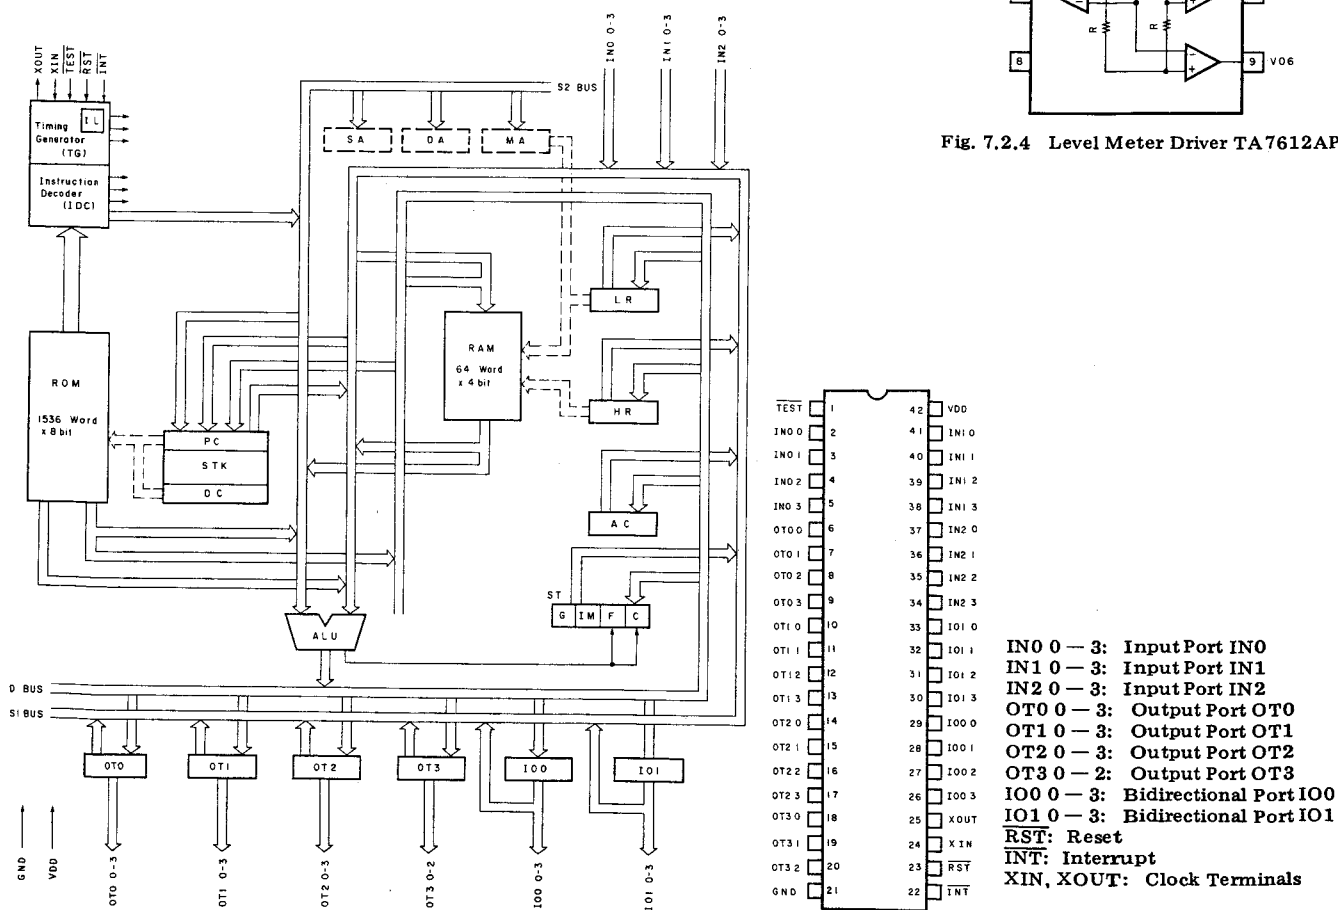 XOUT
XIN
TEST
RST
INT
IL
Timing
Generator
(TG)
Instruction
Decoder
(IDC)
ROM
1536 Word
x 8 bit
PC
STK
DC
S2 BUS
SA
DA
MA
IN0 0-3
IN1 0-3
IN2 0-3
RAM
64 Word
x 4 bit
LR
HR
AC
ST
G IM F C
ALU
D BUS
S1 BUS
OT0
OT1
OT2
OT3
IO0
IO1
GND
VDD
OT0 0-3
OT1 0-3
OT2 0-3
OT3 0-2
IO0 0-3
IO1 0-3
R
R
8
9 VO6
Fig. 7.2.4 Level Meter Driver TA7612AP
TEST 1 42 VDD
IN0 0 2 41 IN1 0
IN0 1 3 40 IN1 1
IN0 2 4 39 IN1 2
IN0 3 5 38 IN1 3
OT0 0 6 37 IN2 0
OT0 1 7 36 IN2 1
OT0 2 8 35 IN2 2
OT0 3 9 34 IN2 3
OT1 0 10 33 IO1 0
OT1 1 11 32 IO1 1
OT1 2 12 31 IO1 2
OT1 3 13 30 IO1 3
OT2 0 14 29 IO0 0
OT2 1 15 28 IO0 1
OT2 2 16 27 IO0 2
OT2 3 17 26 IO0 3
OT3 0 18 25 XOUT
OT3 1 19 24 XIN
OT3 2 20 23 RST
GND 21 22 INT
IN0 0 — 3: Input Port IN0
IN1 0 — 3: Input Port IN1
IN2 0 — 3: Input Port IN2
OT0 0 — 3: Output Port OT0
OT1 0 — 3: Output Port OT1
OT2 0 — 3: Output Port OT2
OT3 0 — 2: Output Port OT3
IO0 0 — 3: Bidirectional Port IO0
IO1 0 — 3: Bidirectional Port IO1
RST: Reset
INT: Interrupt
XIN, XOUT: Clock Terminals